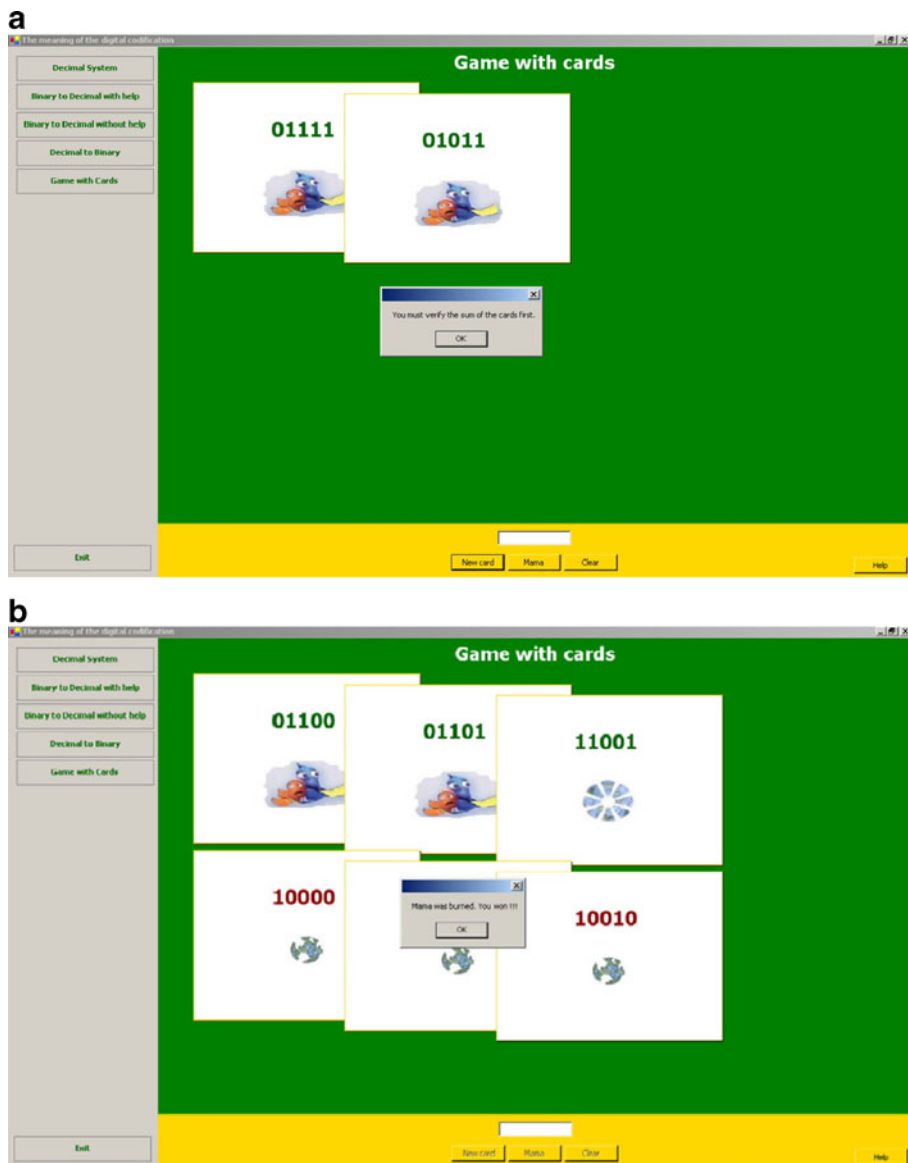 a
The meaning of the digital codification
Game with cards
Decimal System
Binary to Decimal with help
Binary to Decimal without help
Decimal to Binary
Game with Cards
01111
01011
You must verify the sum of the cards first.
OK
New card Mama Clear
Exit
Help
b
The meaning of the digital codification
Game with cards
Decimal System
Binary to Decimal with help
Binary to Decimal without help
Decimal to Binary
Game with Cards
01100
01101
11001
10000
Mama was burned. You won !!!
OK
10010
New card Mama Clear
Exit
Help